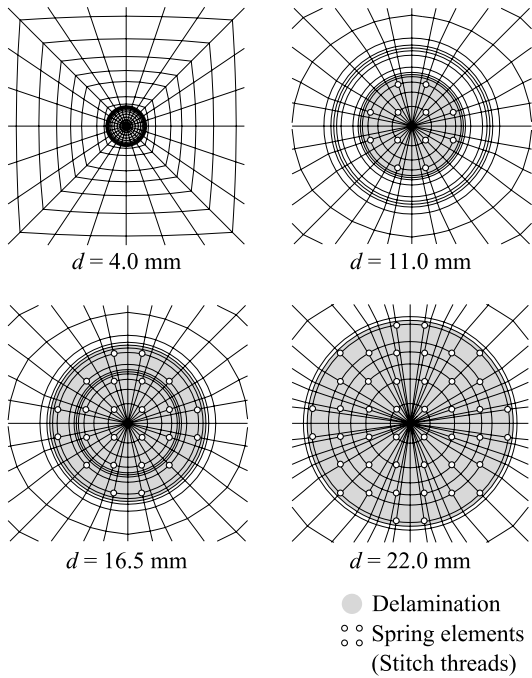 d = 4.0 mm
d = 11.0 mm
d = 16.5 mm
d = 22.0 mm
Delamination
Spring elements
(Stitch threads)